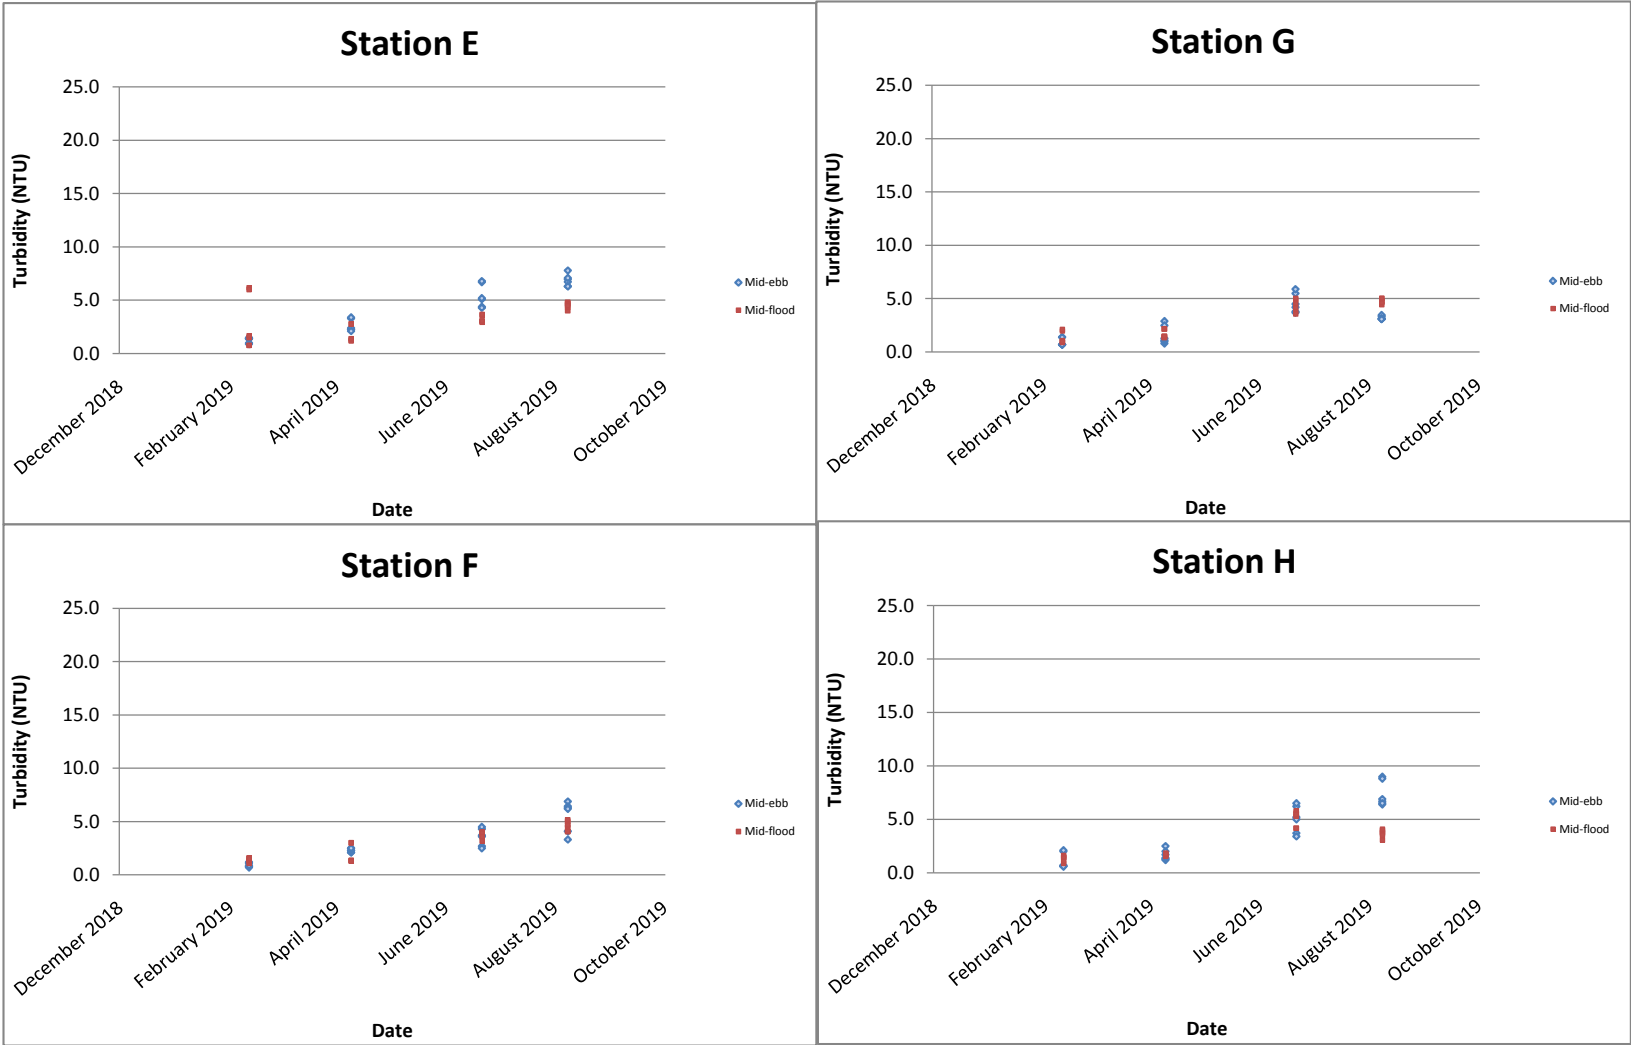 Station E
25.0
20.0
15.0
10.0
5.0
0.0
Turbidity (NTU)
December 2018
February 2019
April 2019
June 2019
August 2019
October 2019
Date
Mid-ebb
Mid-flood
Station G
25.0
20.0
15.0
10.0
5.0
0.0
Turbidity (NTU)
December 2018
February 2019
April 2019
June 2019
August 2019
October 2019
Date
Mid-ebb
Mid-flood
Station F
25.0
20.0
15.0
10.0
5.0
0.0
Turbidity (NTU)
December 2018
February 2019
April 2019
June 2019
August 2019
October 2019
Date
Mid-ebb
Mid-flood
Station H
25.0
20.0
15.0
10.0
5.0
0.0
Turbidity (NTU)
December 2018
February 2019
April 2019
June 2019
August 2019
October 2019
Date
Mid-ebb
Mid-flood